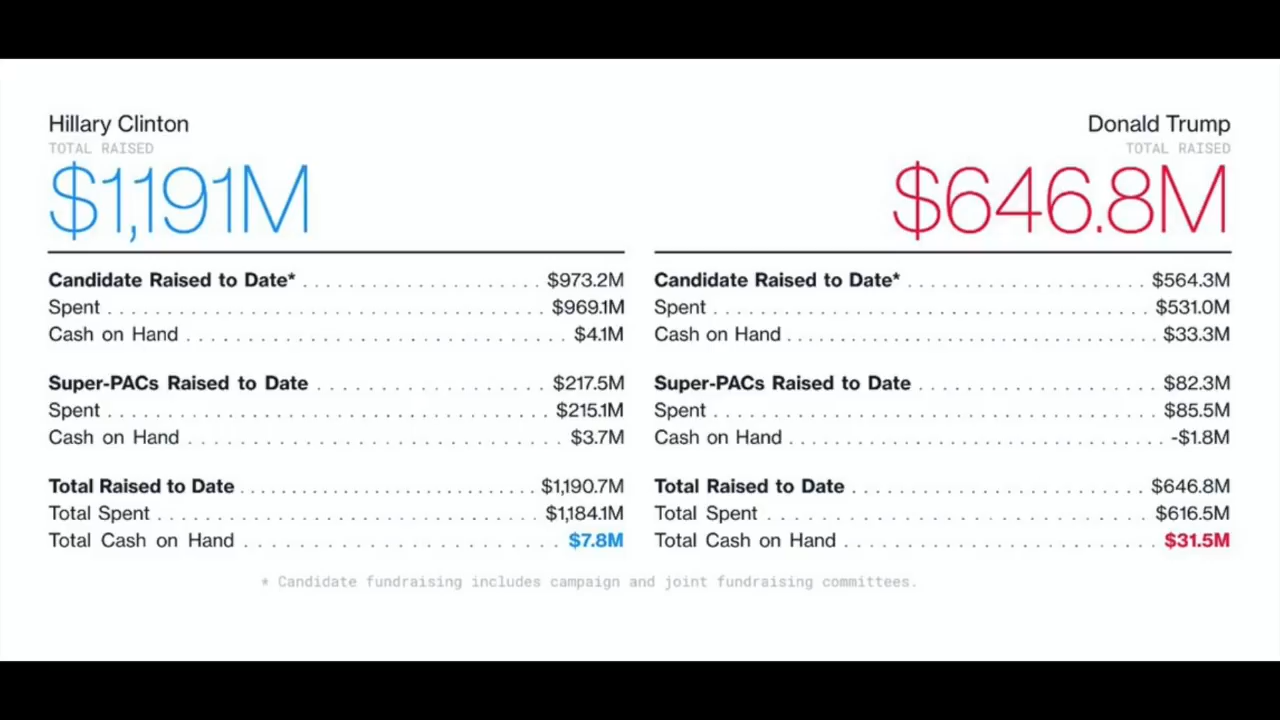 Hillary Clinton
TOTAL RAISED
$1,191M
Candidate Raised to Date* $973.2M
Spent $969.1M
Cash on Hand $4.1M
Super-PACs Raised to Date $217.5M
Spent $215.1M
Cash on Hand $3.7M
Total Raised to Date $1,190.7M
Total Spent $1,184.1M
Total Cash on Hand $7.8M
Donald Trump
TOTAL RAISED
$646.8M
Candidate Raised to Date* $564.3M
Spent $531.0M
Cash on Hand $33.3M
Super-PACs Raised to Date $82.3M
Spent $85.5M
Cash on Hand -$1.8M
Total Raised to Date $646.8M
Total Spent $616.5M
Total Cash on Hand $31.5M
* Candidate fundraising includes campaign and joint fundraising committees.